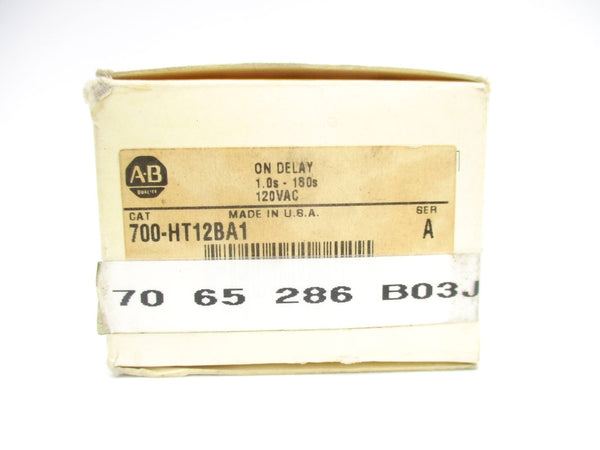 A-B
QUALITY
ON DELAY
1.0s - 180s
120VAC
MADE IN U.S.A.
CAT
SER
700-HT12BA1
A
70 65 286 B03J